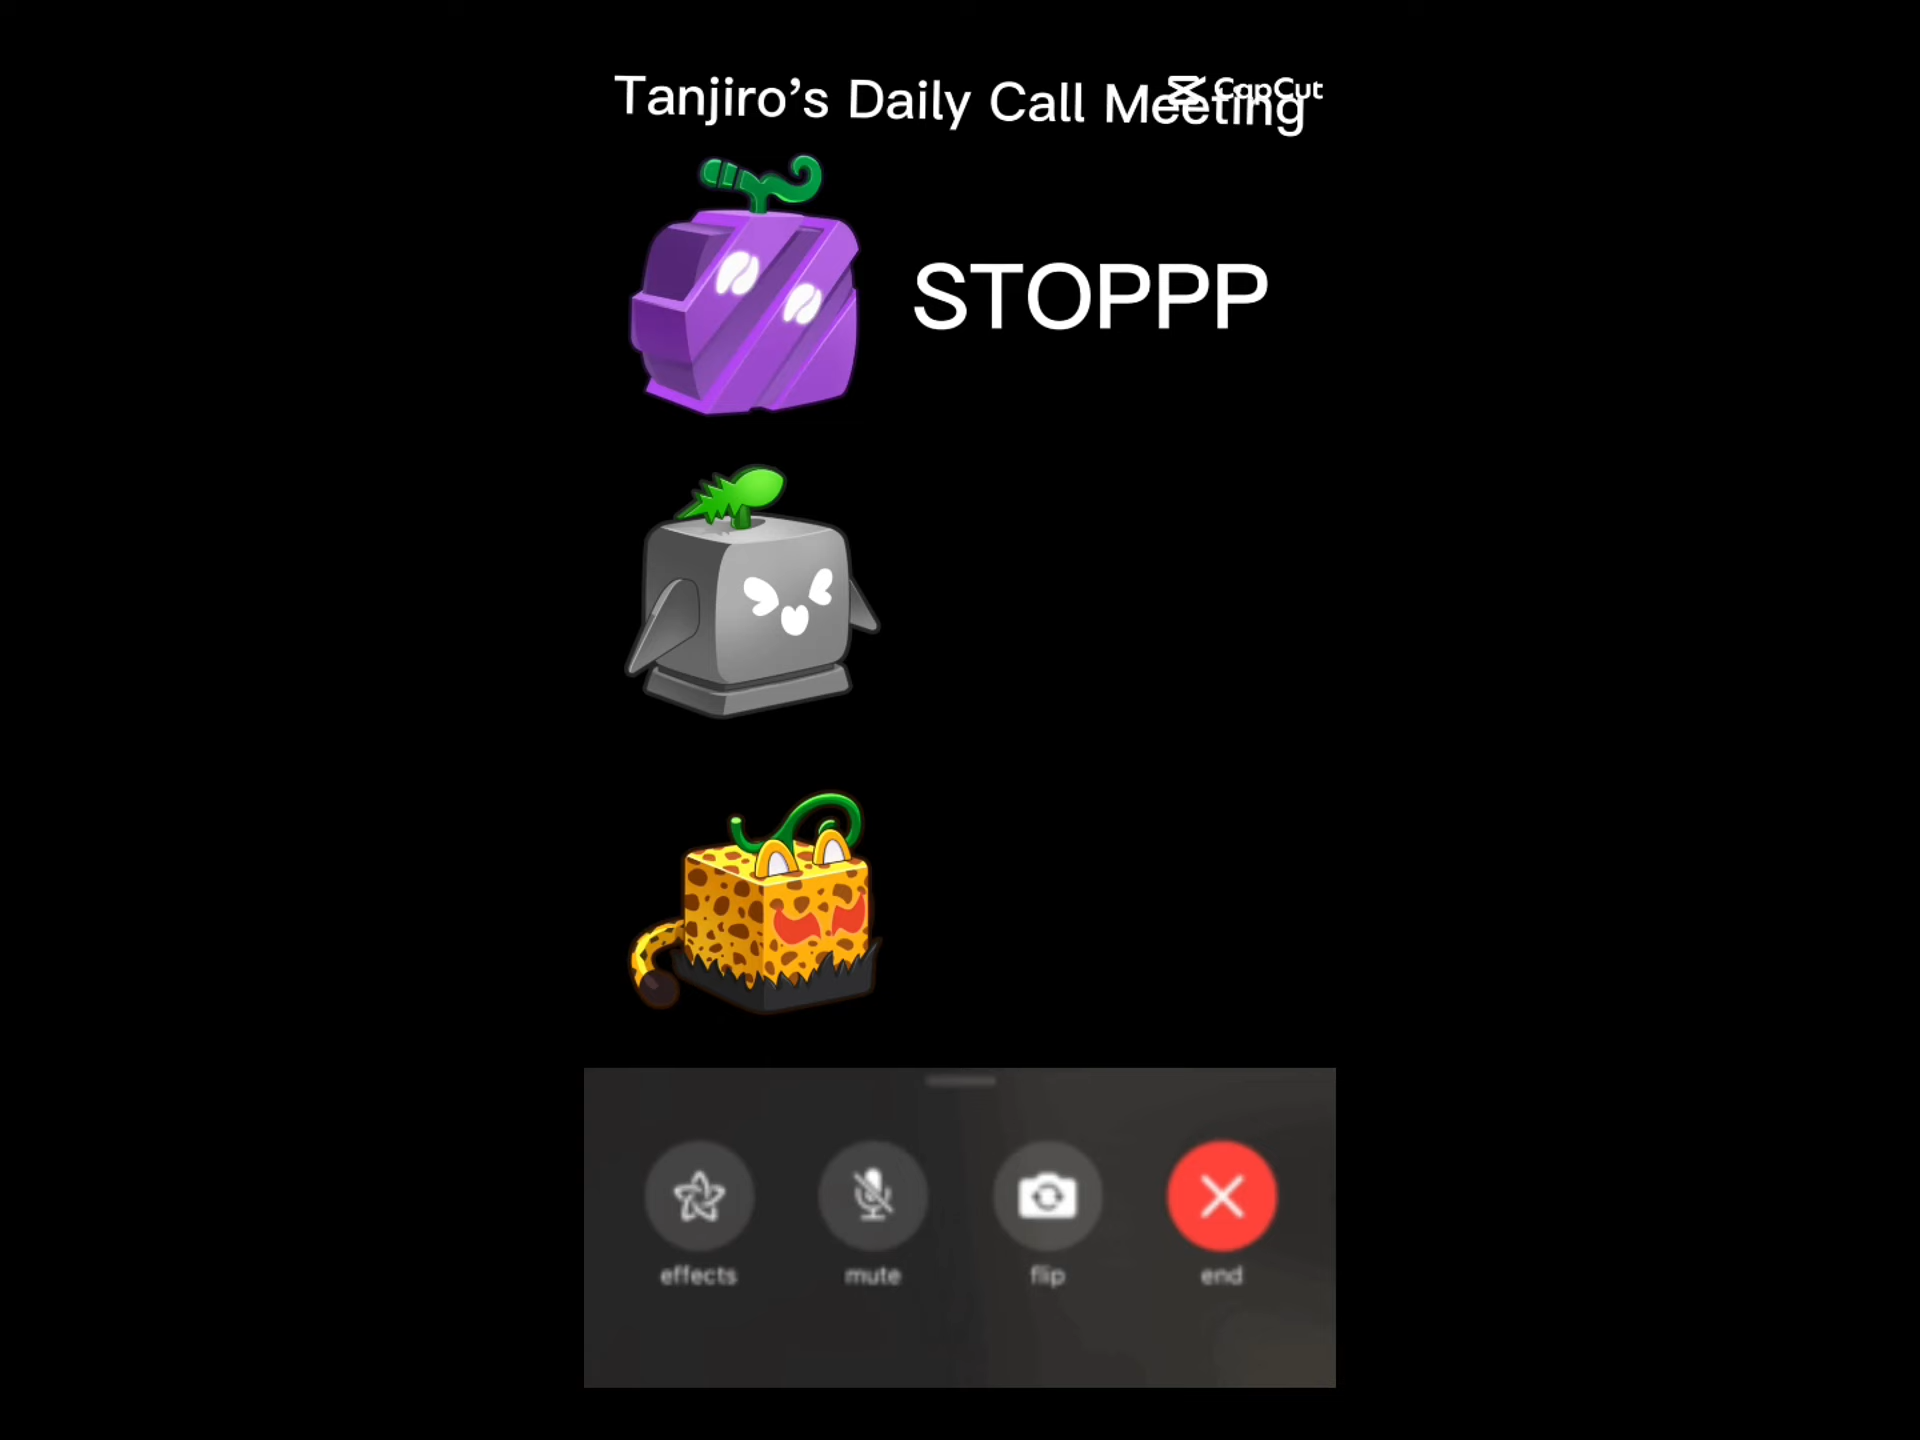 Tanjiro's Daily Call Meeting
CapCut
STOPPP
effects
mute
flip
end